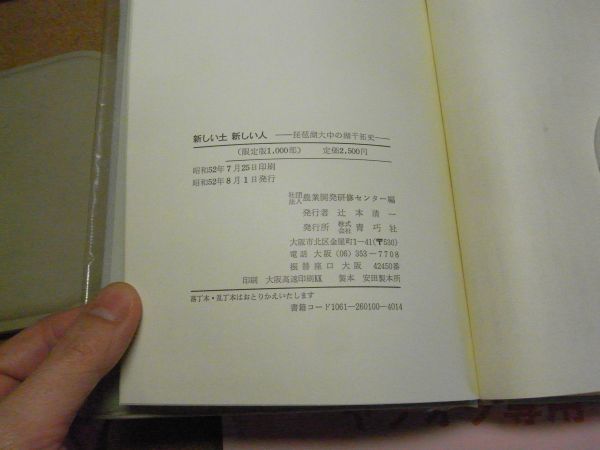 新しい土 新しい人 ――琵琶湖大中の湖干拓史――
(限定版1,000部) 定価2,500円
昭和52年7月25日印刷
昭和52年8月1日発行
社団法人 農業開発研修センター編
発行者 辻本浩一
発行所 株式会社 青巧社
大阪市北区金屋町1―41(〒530)
電話 大阪 (06) 353―7708
振替座口 大阪 42450番
印刷 大阪高速印刷㈱ 製本 安田製本所
落丁本・乱丁本はおとりかえいたします
書籍コード1061―260100―4014